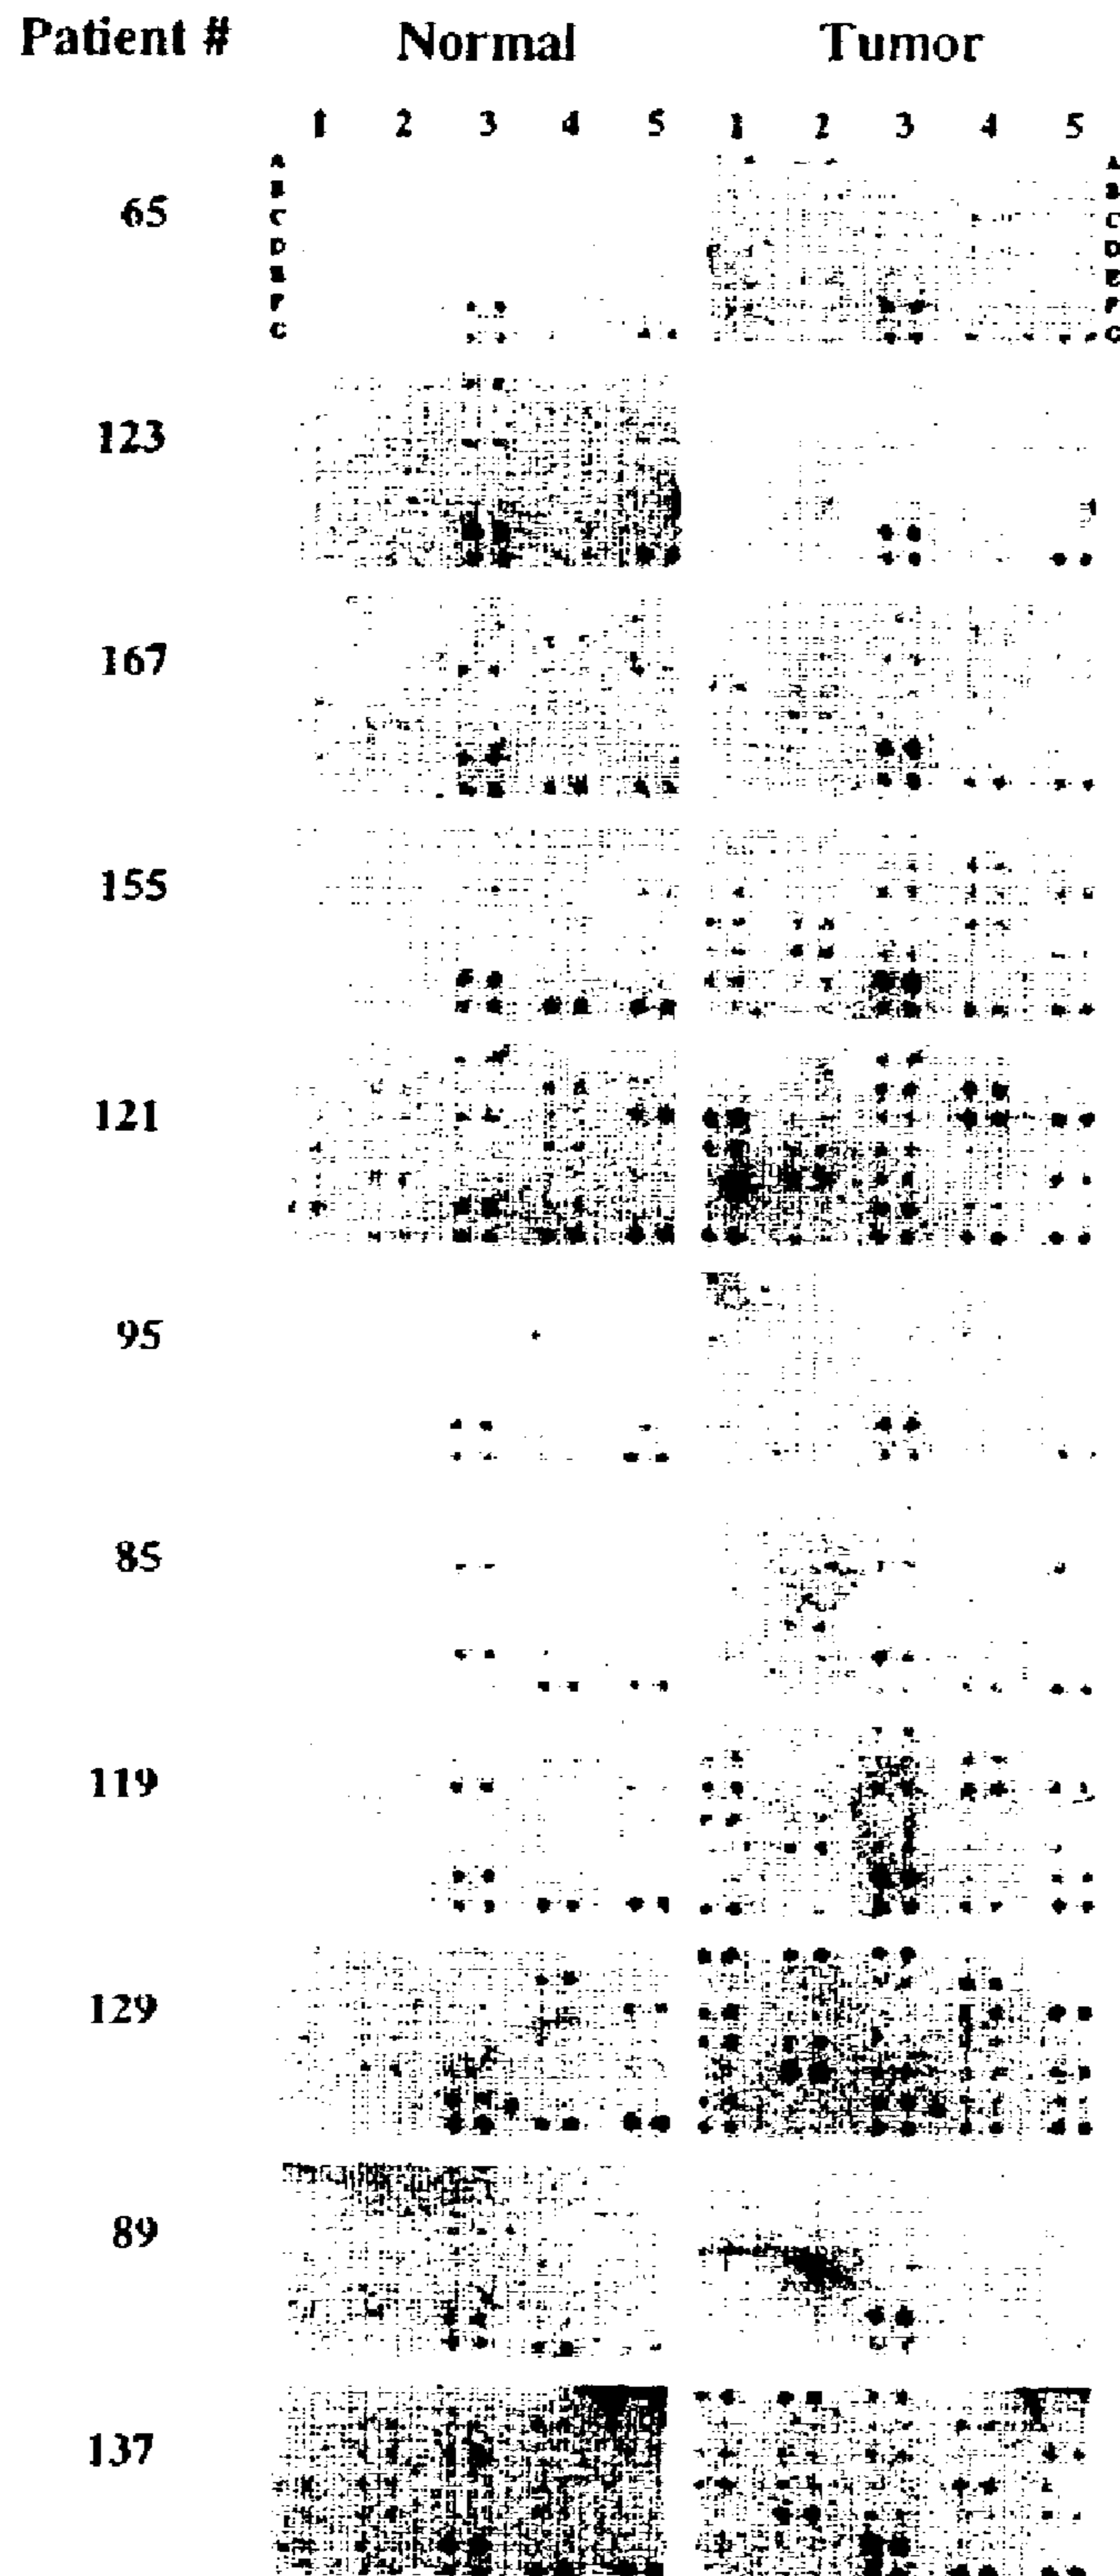 Patient # Normal Tumor
1 2 3 4 5 1 2 3 4 5
A A
B B
65 C C
D D
E E
F F
G G
123
167
155
121
95
85
119
129
89
137